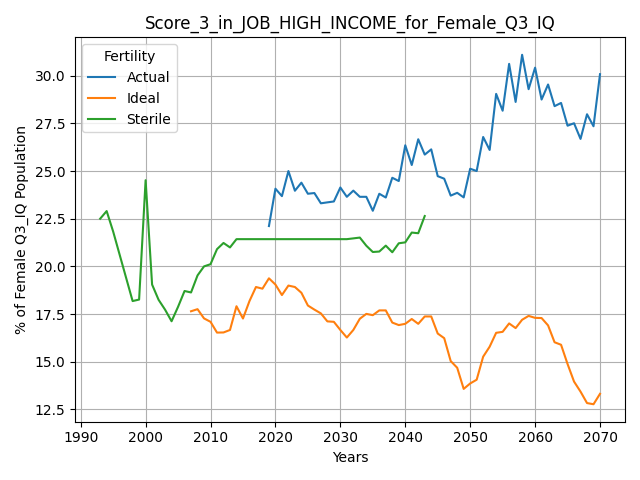 Score_3_in_JOB_HIGH_INCOME_for_Female_Q3_IQ
Fertility
Actual
Ideal
Sterile
% of Female Q3_IQ Population
30.0
27.5
25.0
22.5
20.0
17.5
15.0
12.5
1990 2000 2010 2020 2030 2040 2050 2060 2070
Years